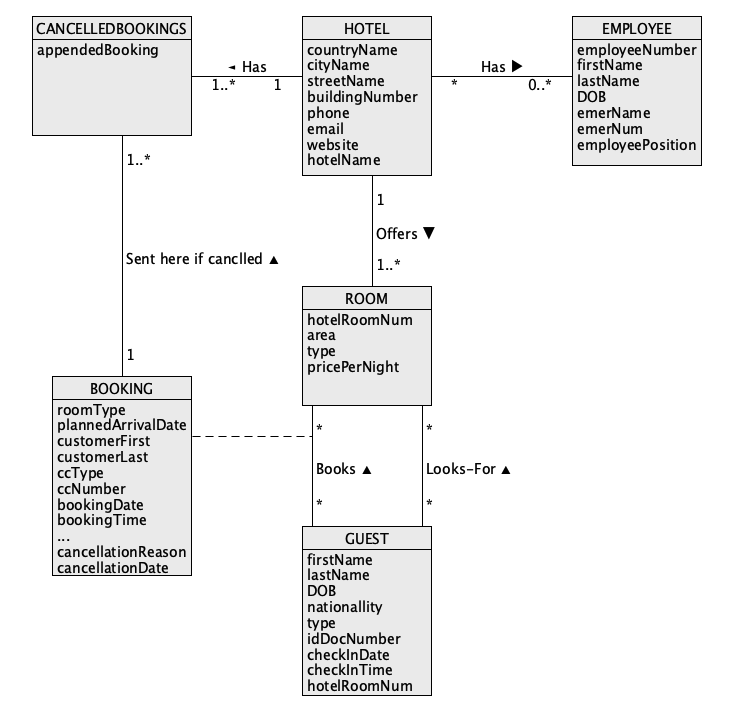 CANCELLEDBOOKINGS
appendedBooking
◄ Has
1..*
1
HOTEL
countryName
cityName
streetName
buildingNumber
phone
email
website
hotelName
Has ►
*
0..*
EMPLOYEE
employeeNumber
firstName
lastName
DOB
emerName
emerNum
employeePosition
1..*
Sent here if canclled ▲
1
1
Offers ▼
1..*
ROOM
hotelRoomNum
area
type
pricePerNight
BOOKING
roomType
plannedArrivalDate
customerFirst
customerLast
ccType
ccNumber
bookingDate
bookingTime
...
cancellationReason
cancellationDate
*
Books ▲
*
*
Looks-For ▲
*
GUEST
firstName
lastName
DOB
nationallity
type
idDocNumber
checkInDate
checkInTime
hotelRoomNum